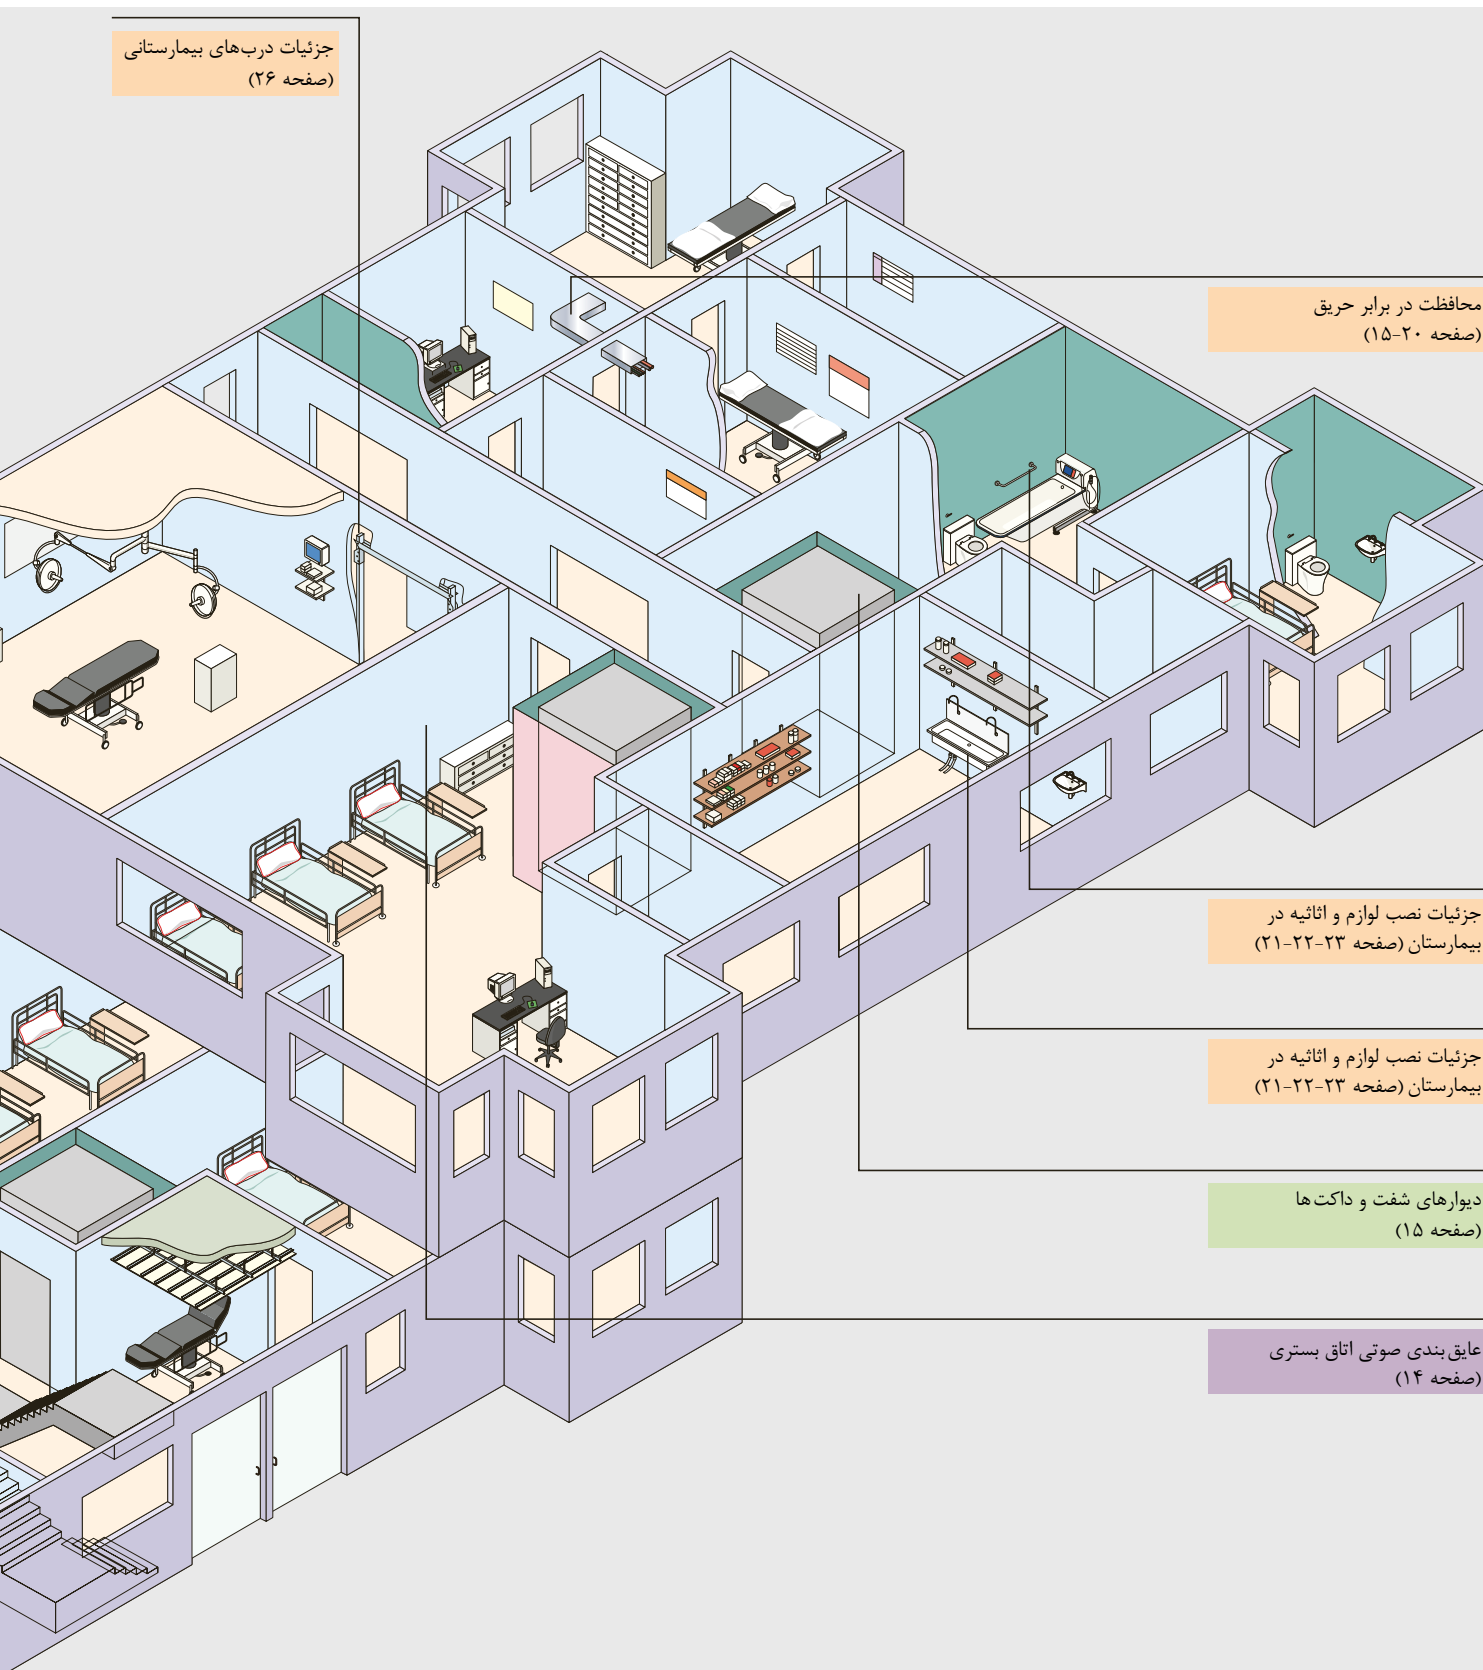 جزئیات درب‌های بیمارستانی
(صفحه ۲۶)
محافظت در برابر حریق
(صفحه ۲۰-۱۵)
جزئیات نصب لوازم و اثاثیه در
بیمارستان (صفحه ۲۳-۲۲-۲۱)
جزئیات نصب لوازم و اثاثیه در
بیمارستان (صفحه ۲۳-۲۲-۲۱)
دیوارهای شفت و داکت‌ها
(صفحه ۱۵)
عایق‌بندی صوتی اتاق بستری
(صفحه ۱۴)